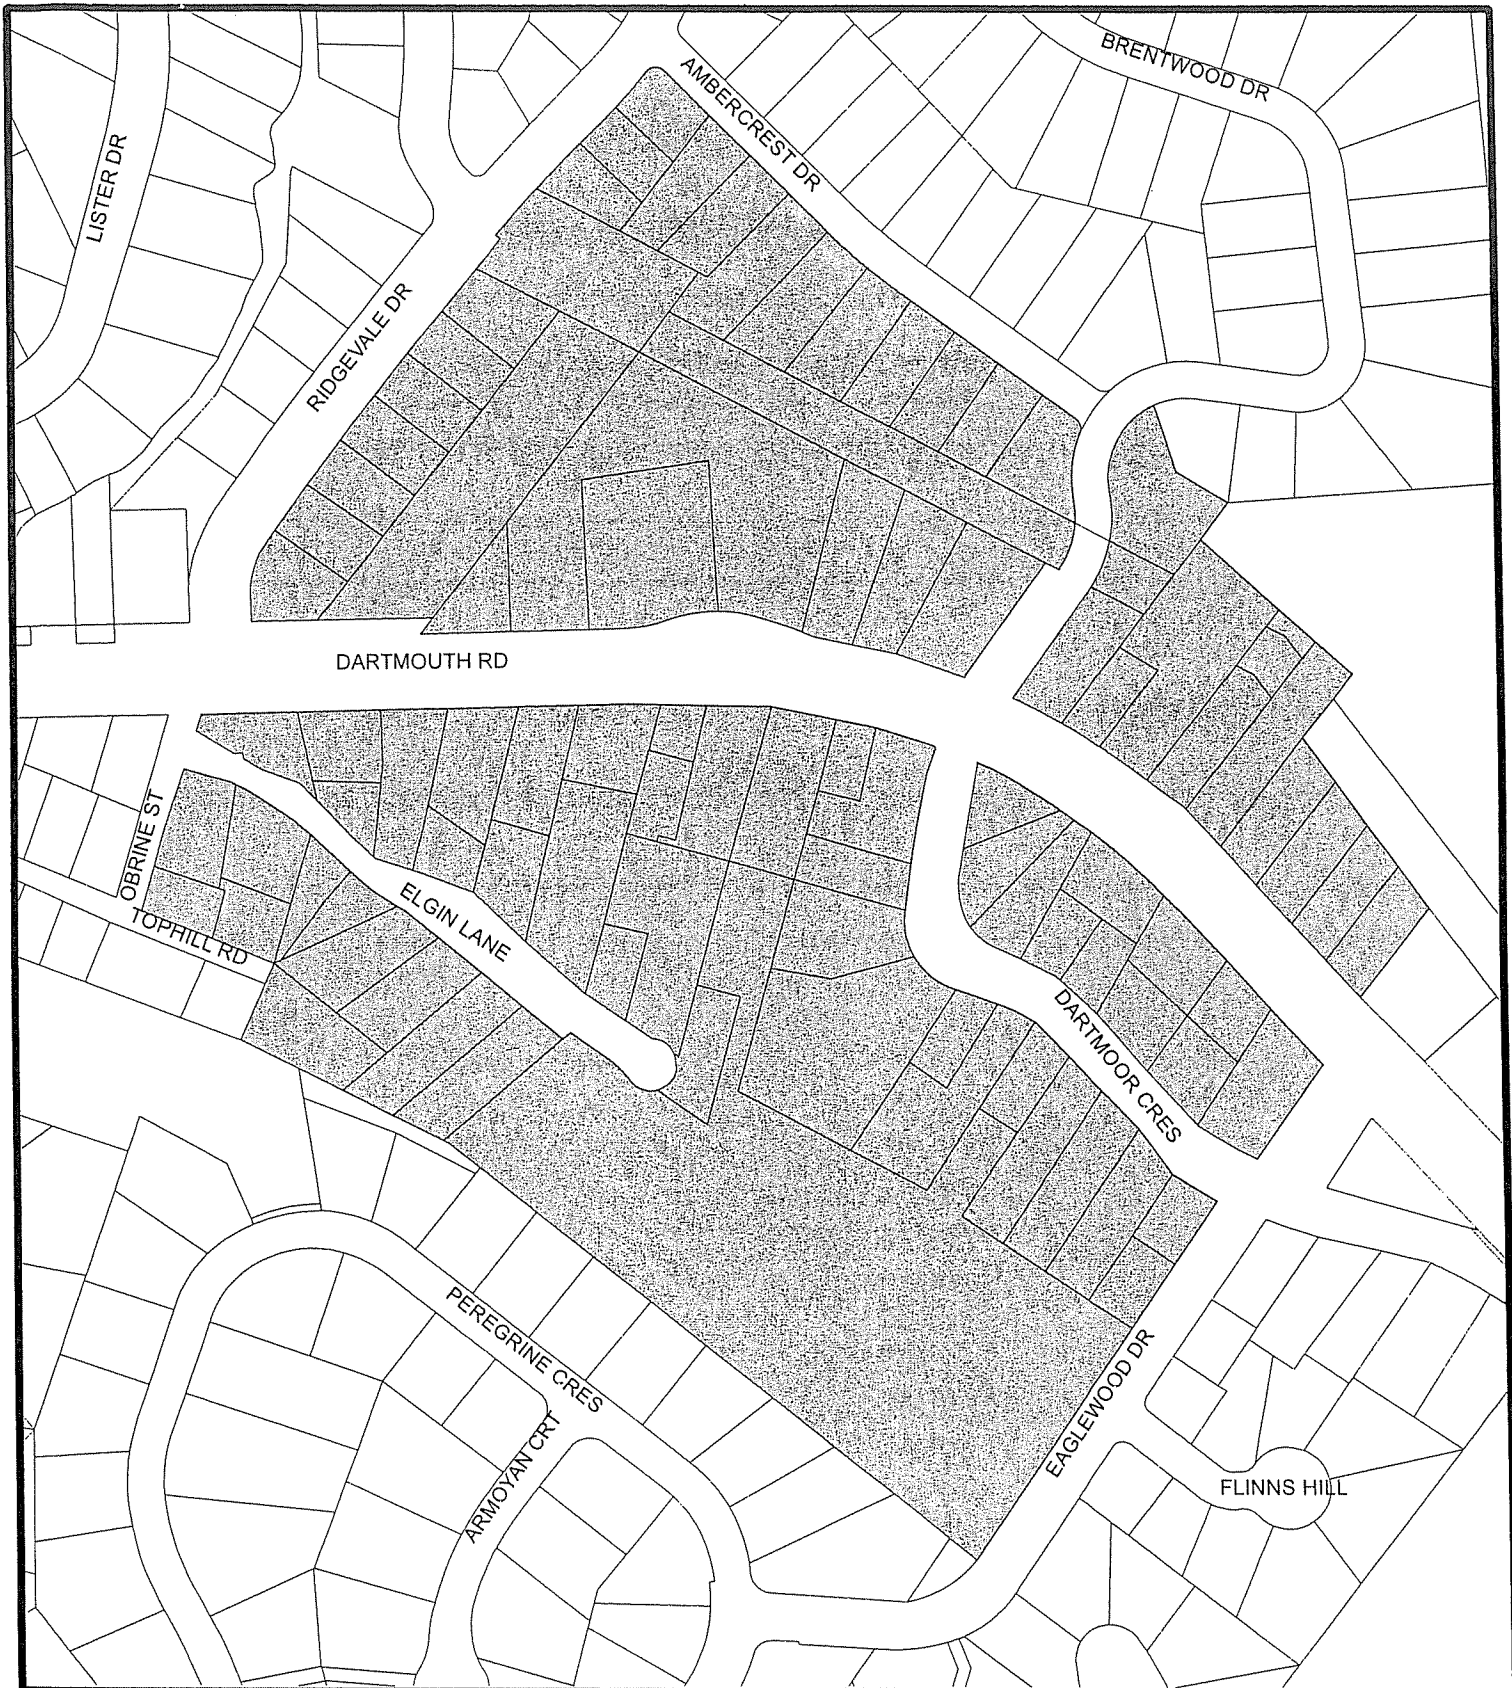 BRENTWOOD DR
AMBERCREST DR
LISTER DR
RIDGEVALE DR
DARTMOUTH RD
OBRINE ST
ELGIN LANE
TOPHILL RD
DARTMOOR CRES
PEREGRINE CRES
EAGLEWOOD DR
ARMOYAN CRT
FLINNS HILL